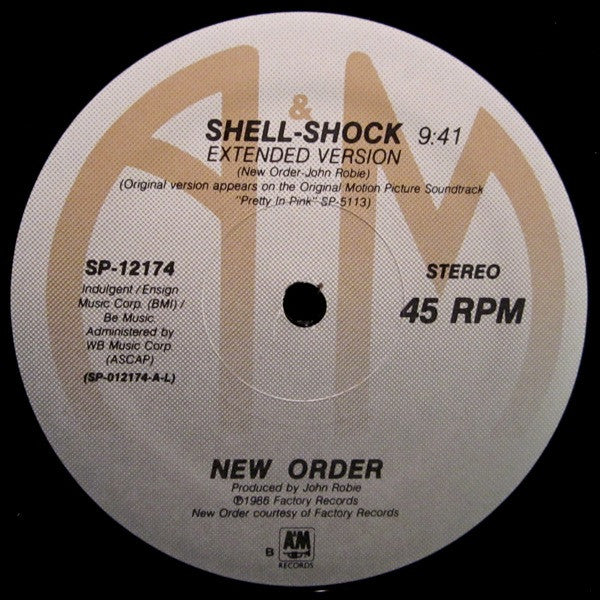 A&M
SHELL-SHOCK 9:41
EXTENDED VERSION
(New Order-John Robie)
(Original version appears on the Original Motion Picture Soundtrack
"Pretty In Pink" SP-5113)
SP-12174
Indulgent/Ensign
Music Corp. (BMI)/
Be Music
Administered by
WB Music Corp
(ASCAP)
(SP-012174-A-L)
STEREO
45 RPM
NEW ORDER
Produced by John Robie
℗1986 Factory Records
New Order courtesy of Factory Records
B
A&M
RECORDS